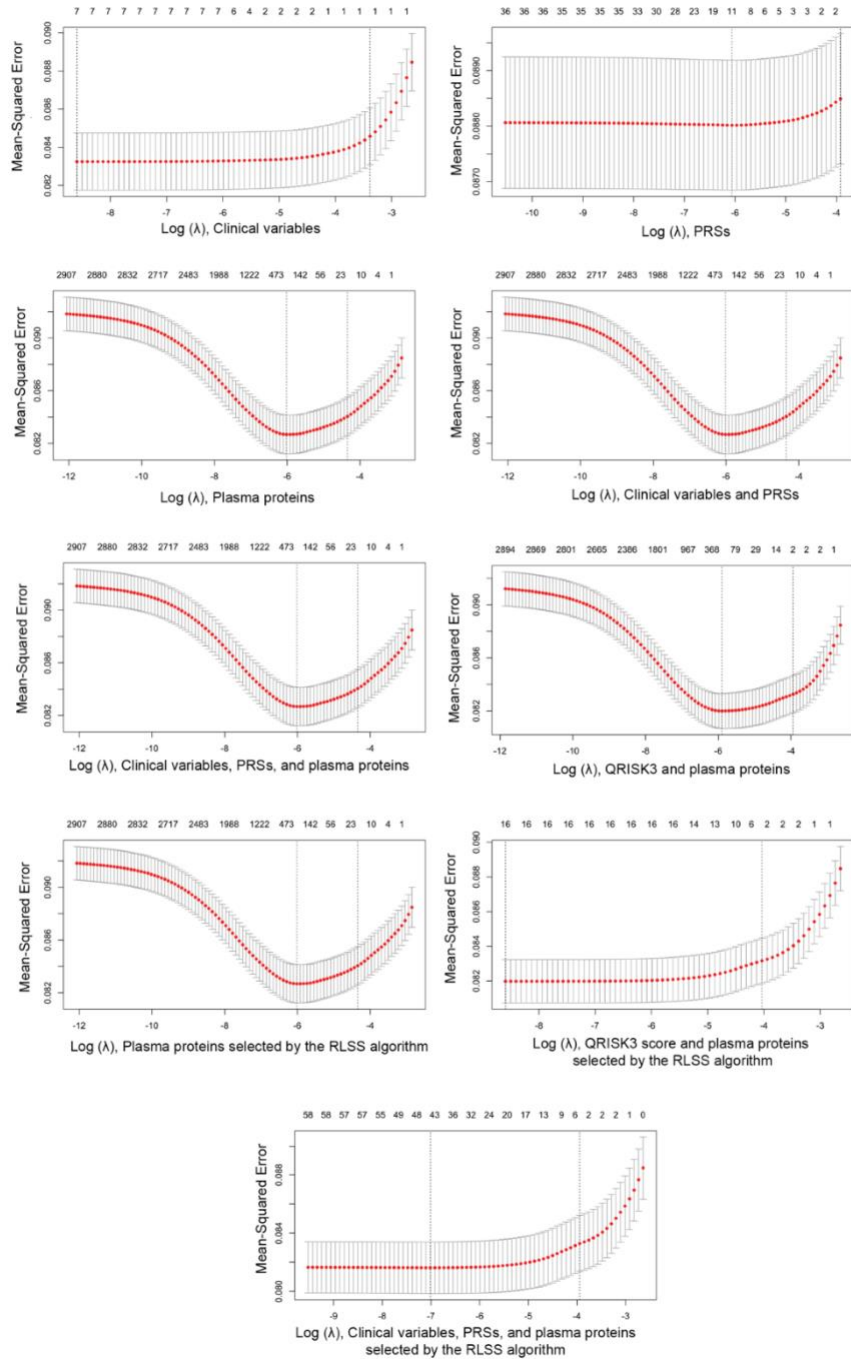 7 7 7 7 7 7 7 7 6 4 2 2 2 2 1 1 1 1
Mean-Squared Error
0.090
0.088
0.086
0.084
0.082
-8 -7 -6 -5 -4 -3
Log (λ), Clinical variables
36 36 36 35 35 35 35 33 30 28 23 19 11 8 6 5 3 3 2 2
Mean-Squared Error
0.0890
0.0880
0.0870
-10 -9 -8 -7 -6 -5 -4
Log (λ), PRSs
2907 2880 2832 2717 2483 1988 1222 473 142 56 23 10 4 1
Mean-Squared Error
0.090
0.086
0.082
-12 -10 -8 -6 -4
Log (λ), Plasma proteins
2907 2880 2832 2717 2483 1988 1222 473 142 56 23 10 4 1
Mean-Squared Error
0.090
0.086
0.082
-12 -10 -8 -6 -4
Log (λ), Clinical variables and PRSs
2907 2880 2832 2717 2483 1988 1222 473 142 56 23 10 4 1
Mean-Squared Error
0.090
0.086
0.082
-12 -10 -8 -6 -4
Log (λ), Clinical variables, PRSs, and plasma proteins
2894 2869 2801 2665 2386 1801 967 368 79 29 14 2 2 2 1
Mean-Squared Error
0.090
0.086
0.082
-12 -10 -8 -6 -4
Log (λ), QRISK3 and plasma proteins
2907 2880 2832 2717 2483 1988 1222 473 142 56 23 10 4 1
Mean-Squared Error
0.090
0.086
0.082
-12 -10 -8 -6 -4
Log (λ), Plasma proteins selected by the RLSS algorithm
16 16 16 16 16 16 16 16 16 14 13 10 6 2 2 2 1 1
Mean-Squared Error
0.090
0.088
0.086
0.084
0.082
-8 -7 -6 -5 -4 -3
Log (λ), QRISK3 score and plasma proteins
selected by the RLSS algorithm
58 58 57 57 55 49 48 43 36 32 24 20 17 13 9 6 2 2 2 1 0
Mean-Squared Error
0.088
0.084
0.080
-9 -8 -7 -6 -5 -4 -3
Log (λ), Clinical variables, PRSs, and plasma proteins
selected by the RLSS algorithm